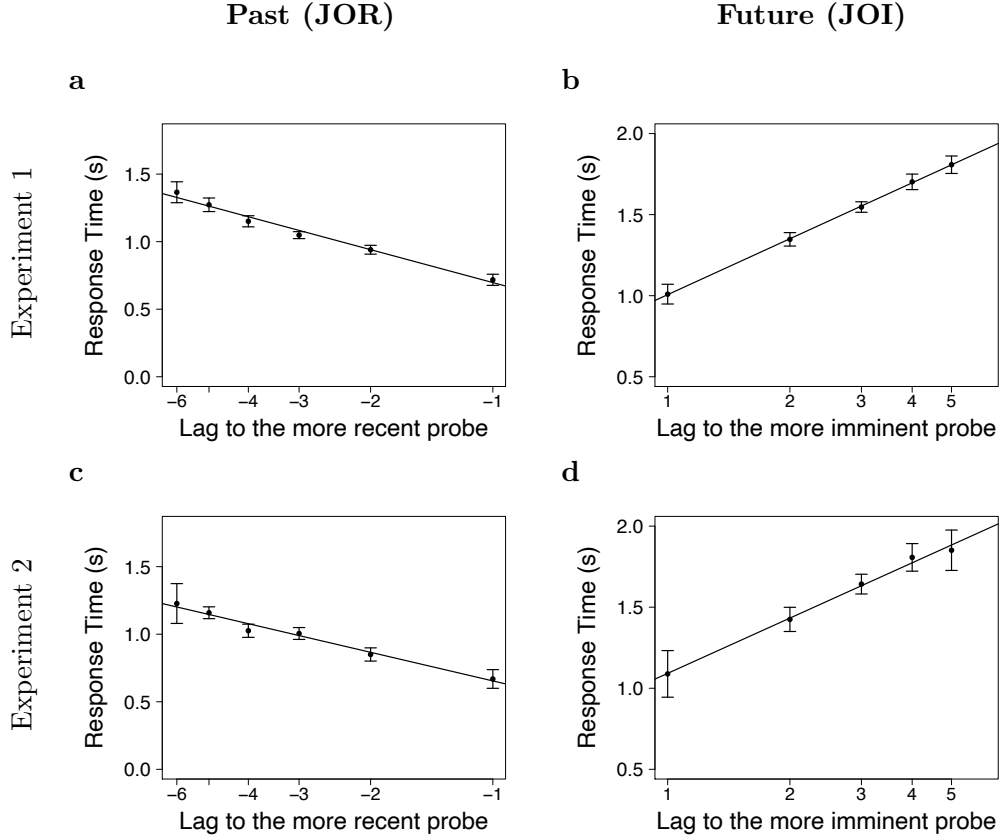 Past (JOR)
Future (JOI)
Experiment 1
a
Response Time (s)
1.5
1.0
0.5
0.0
−6 −4 −3 −2 −1
Lag to the more recent probe
b
Response Time (s)
2.0
1.5
1.0
0.5
1 2 3 4 5
Lag to the more imminent probe
Experiment 2
c
Response Time (s)
1.5
1.0
0.5
0.0
−6 −4 −3 −2 −1
Lag to the more recent probe
d
Response Time (s)
2.0
1.5
1.0
0.5
1 2 3 4 5
Lag to the more imminent probe